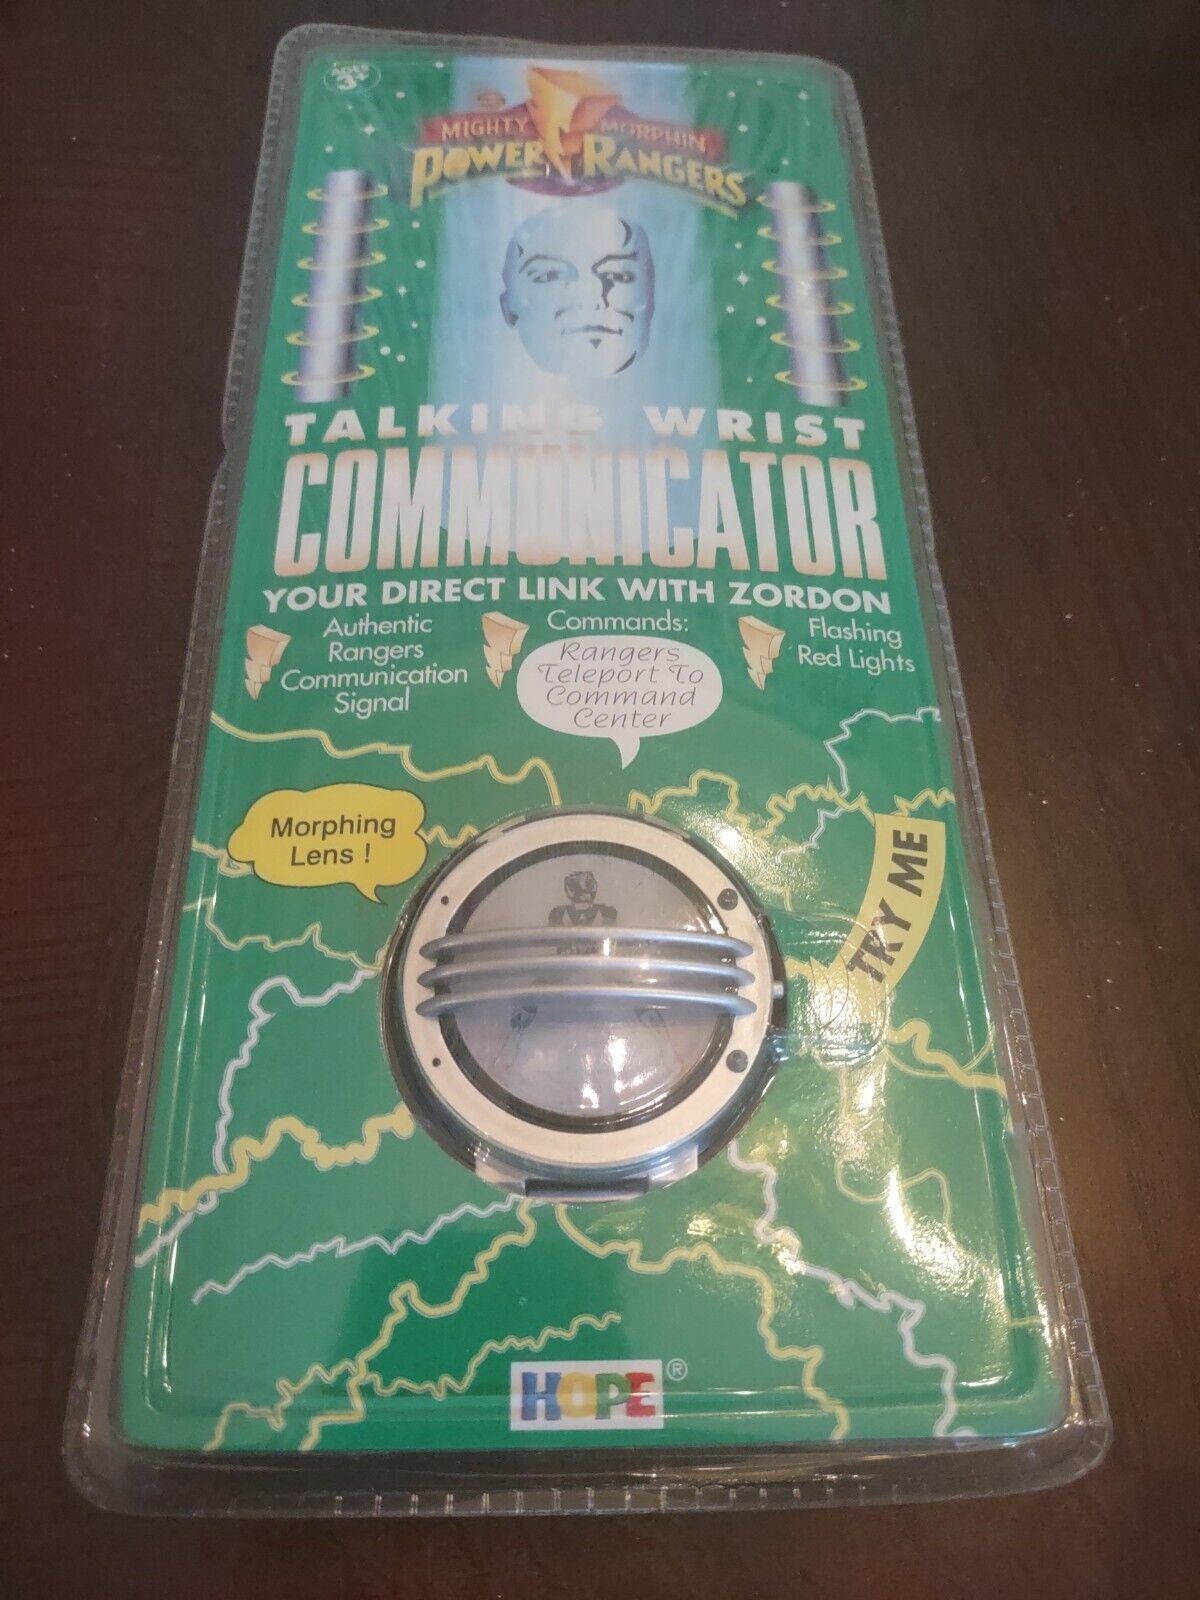 AGES
3+
MIGHTY MORPHIN
POWER RANGERS
TALKING WRIST
COMMUNICATOR
YOUR DIRECT LINK WITH ZORDON
Authentic
Rangers
Communication
Signal
Commands:
Rangers
Teleport To
Command
Center
Flashing
Red Lights
Morphing
Lens !
TRY ME
HOPE ®